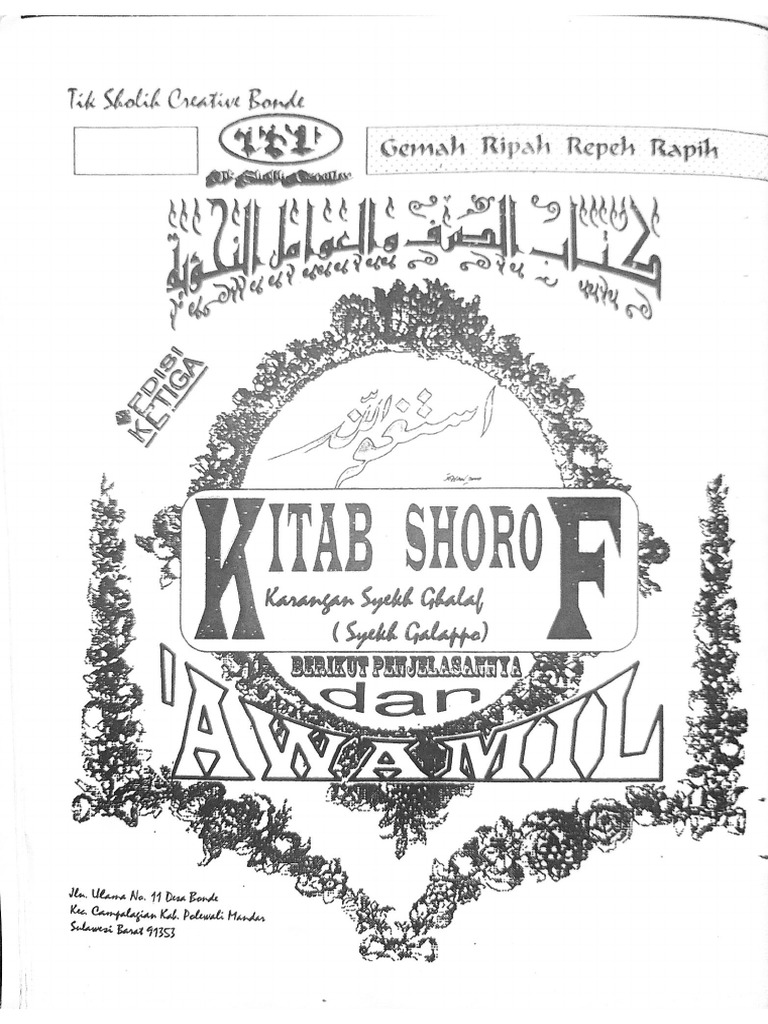 Tik Sholih Creative Bonde
Gemah Ripah Repeh Rapih
كتاب الصرف والعوامل النحوية
EDISI
KETIGA
استغفر الله
KITAB SHOROF
Karangan Syekh Ghalaf
( Syekh Galappo)
BERIKUT PENJELASANNYA
dan
'AWAMIL
Jln. Ulama No. 11 Desa Bonde
Kec. Campalagian Kab. Polewali Mandar
Sulawesi Barat 91353